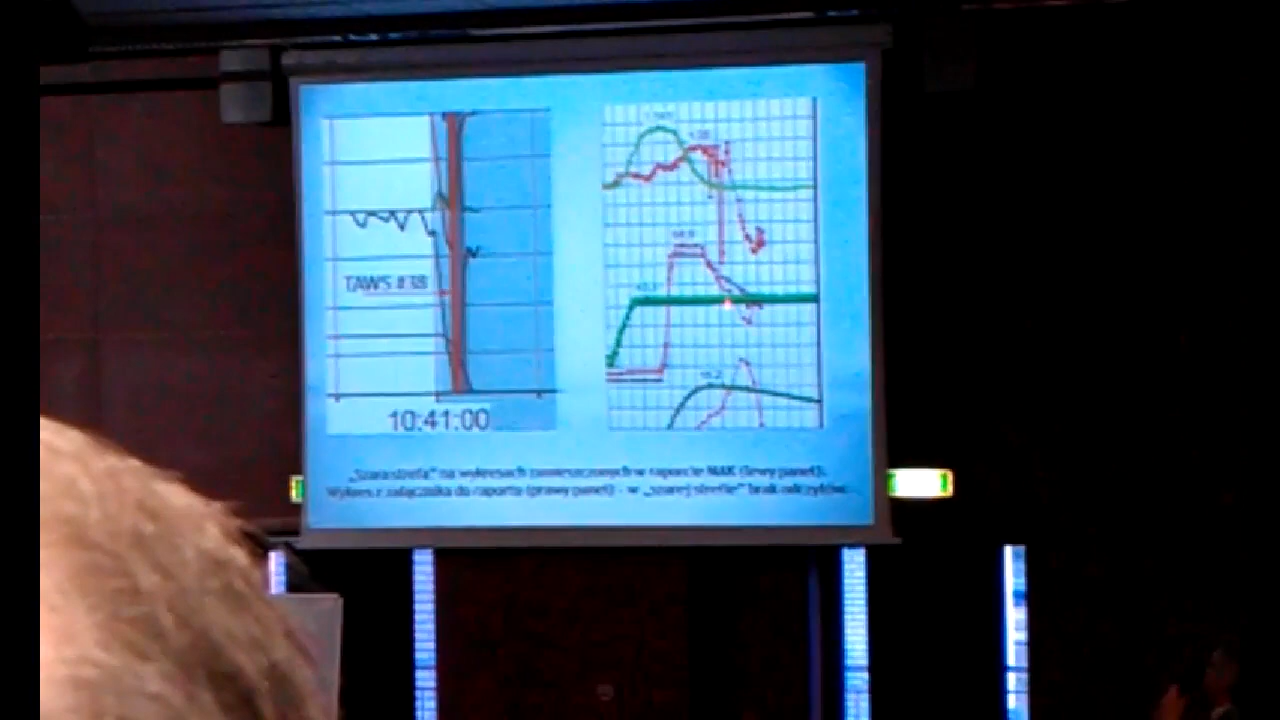 TAWS #38
10:41:00
„Szara strefa” na wykresach zamieszczonych w raporcie MAK (lewy panel).
Wykres z załącznika do raportu (prawy panel) - w „szarej strefie” brak odczytów.